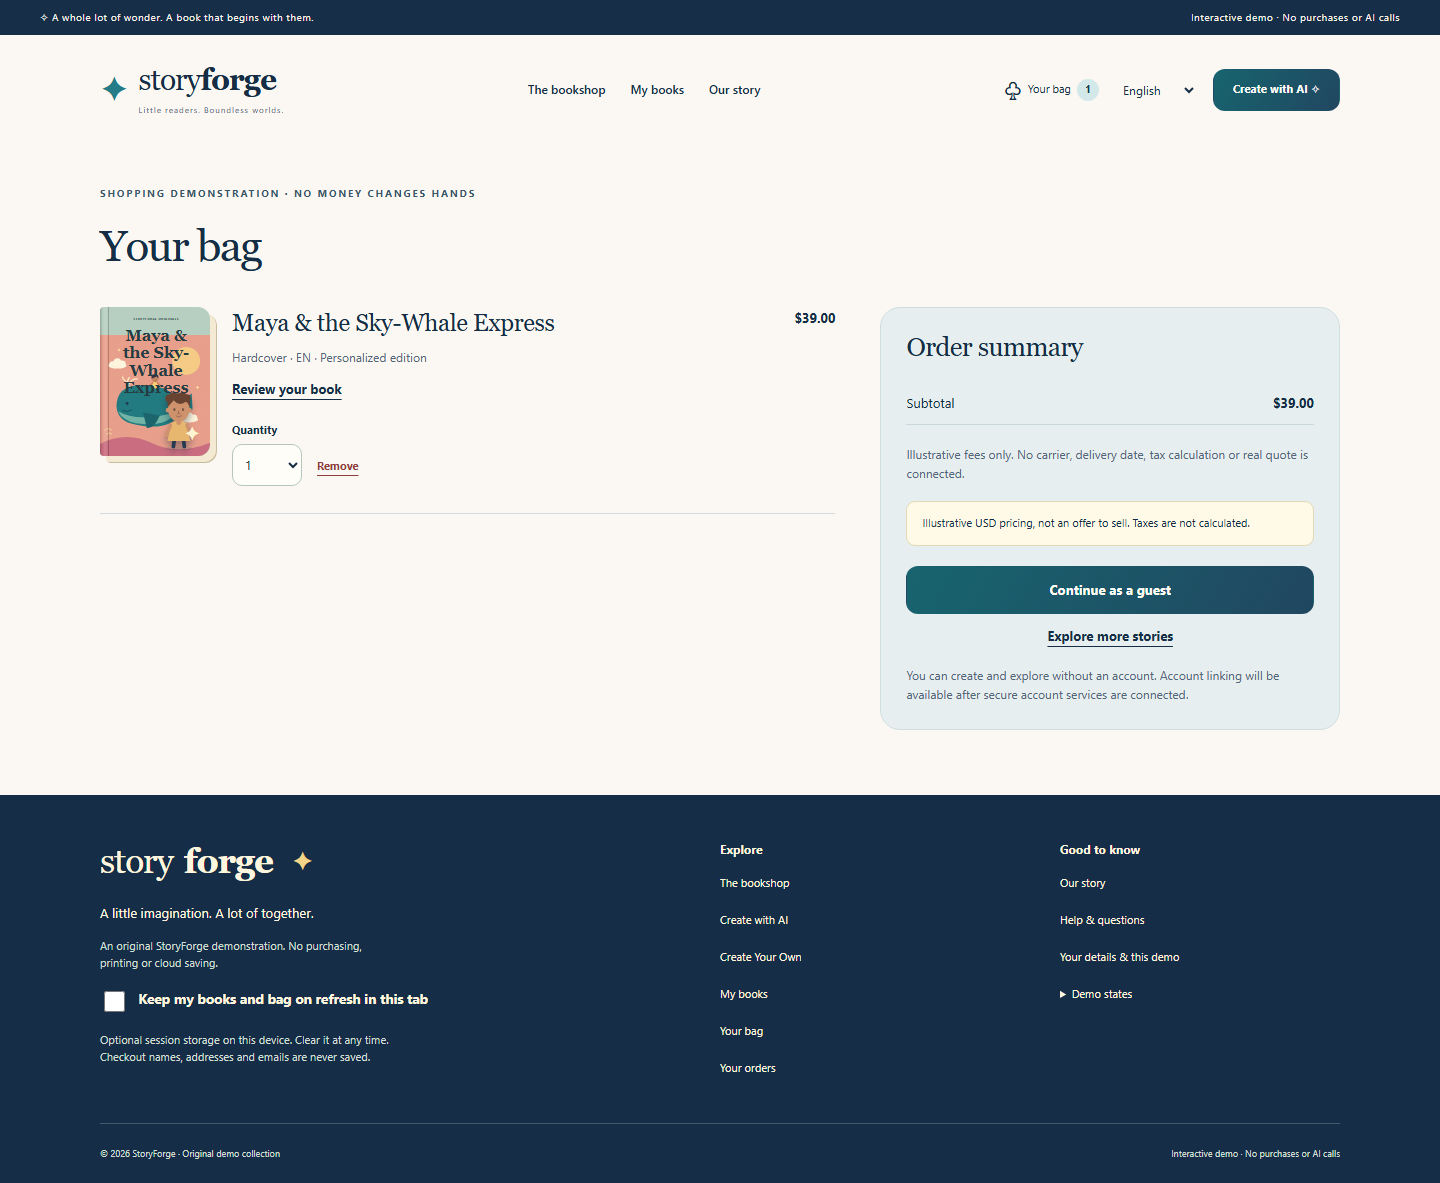 ✧ A whole lot of wonder. A book that begins with them.
Interactive demo · No purchases or AI calls
storyforge
Little readers. Boundless worlds.
The bookshop
My books
Our story
Your bag 1
English
Create with AI ✧
SHOPPING DEMONSTRATION · NO MONEY CHANGES HANDS
Your bag
Maya &
the Sky-
Whale
Express
Maya & the Sky-Whale Express
$39.00
Hardcover · EN · Personalized edition
Review your book
Quantity
1
Remove
Order summary
Subtotal
$39.00
Illustrative fees only. No carrier, delivery date, tax calculation or real quote is
connected.
Illustrative USD pricing, not an offer to sell. Taxes are not calculated.
Continue as a guest
Explore more stories
You can create and explore without an account. Account linking will be
available after secure account services are connected.
story forge
A little imagination. A lot of together.
An original StoryForge demonstration. No purchasing,
printing or cloud saving.
Keep my books and bag on refresh in this tab
Optional session storage on this device. Clear it at any time.
Checkout names, addresses and emails are never saved.
Explore
The bookshop
Create with AI
Create Your Own
My books
Your bag
Your orders
Good to know
Our story
Help & questions
Your details & this demo
Demo states
© 2026 StoryForge · Original demo collection
Interactive demo · No purchases or AI calls